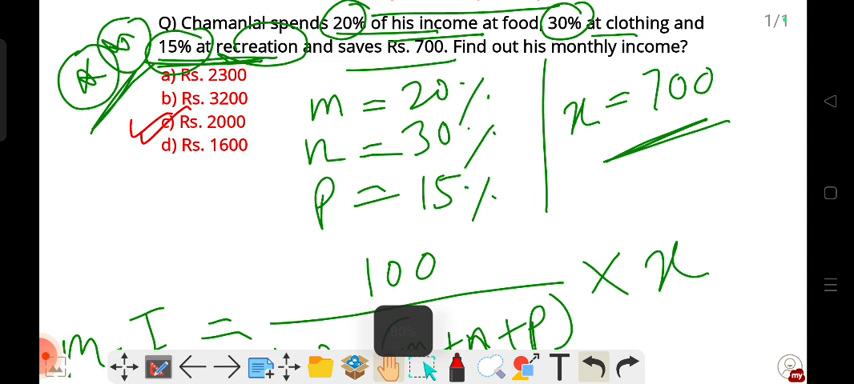 Q) Chamanlal spends 20% of his income at food, 30% at clothing and
1/1
15% at recreation and saves Rs. 700. Find out his monthly income?
a) Rs. 2300
b) Rs. 3200
c) Rs. 2000
d) Rs. 1600
m = 20%
n = 30%
p = 15%
x = 700
m. I = 100 × x
+n+p)
T
my